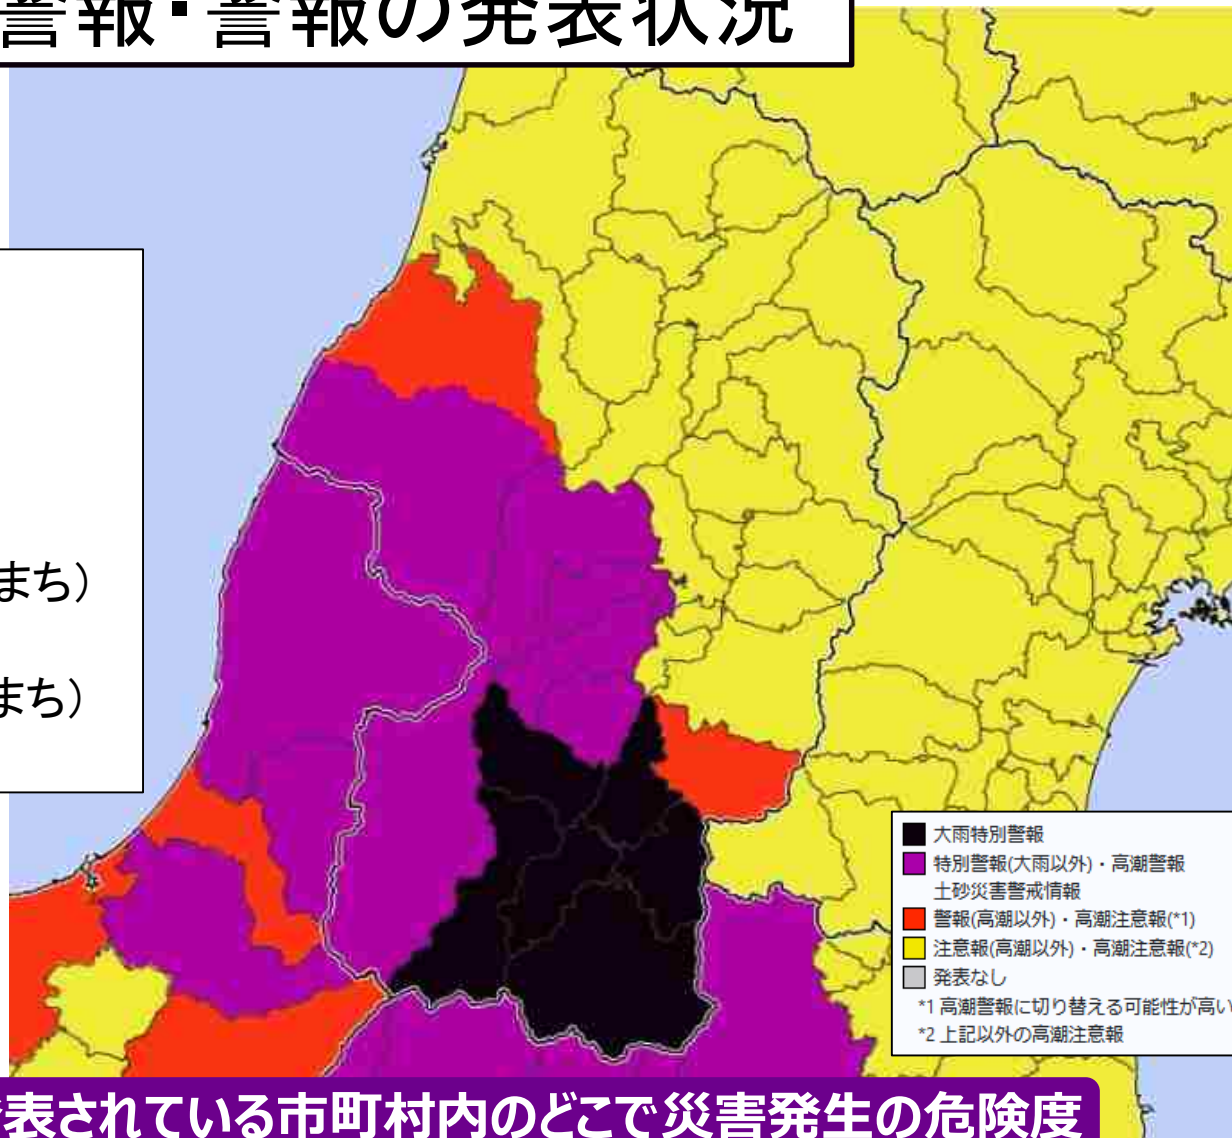 警報・警報の発表状況
まち）
まち）
大雨特別警報
特別警報(大雨以外)・高潮警報
土砂災害警戒情報
警報(高潮以外)・高潮注意報(*1)
注意報(高潮以外)・高潮注意報(*2)
発表なし
*1 高潮警報に切り替える可能性が高い
*2 上記以外の高潮注意報
発表されている市町村内のどこで災害発生の危険度